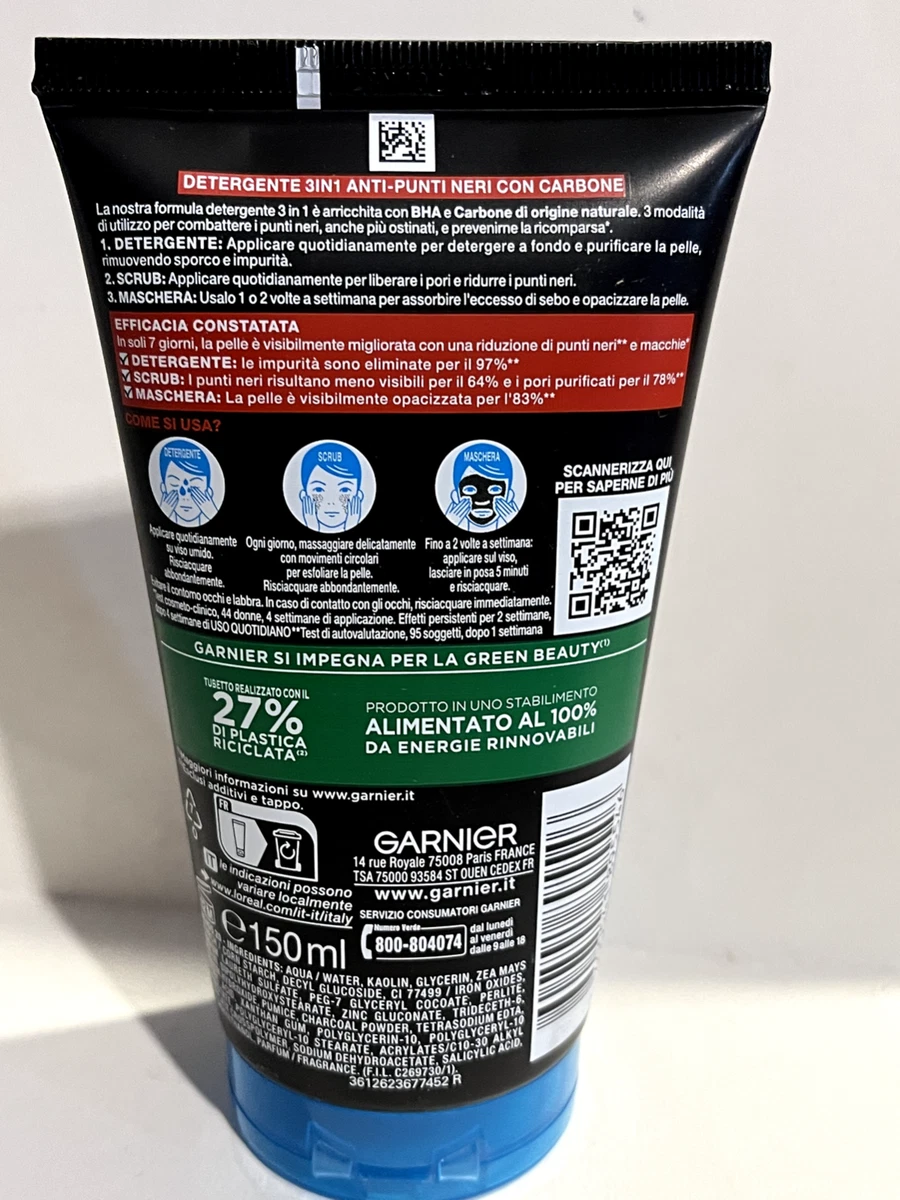 DETERGENTE 3IN1 ANTI-PUNTI NERI CON CARBONE
La nostra formula detergente 3 in 1 è arricchita con BHA e Carbone di origine naturale. 3 modalità
di utilizzo per combattere i punti neri, anche più ostinati, e prevenirne la ricomparsa*.
1. DETERGENTE: Applicare quotidianamente per detergere a fondo e purificare la pelle,
rimuovendo sporco e impurità.
2. SCRUB: Applicare quotidianamente per liberare i pori e ridurre i punti neri.
3. MASCHERA: Usalo 1 o 2 volte a settimana per assorbire l'eccesso di sebo e opacizzare la pelle.
EFFICACIA CONSTATATA
In soli 7 giorni, la pelle è visibilmente migliorata con una riduzione di punti neri** e macchie*
DETERGENTE: le impurità sono eliminate per il 97%**
SCRUB: I punti neri risultano meno visibili per il 64% e i pori purificati per il 78%**
MASCHERA: La pelle è visibilmente opacizzata per l'83%**
COME SI USA?
DETERGENTE
Applicare quotidianamente
su viso umido.
Risciacquare
abbondantemente.
SCRUB
Ogni giorno, massaggiare delicatamente
con movimenti circolari
per esfoliare la pelle.
Risciacquare abbondantemente.
MASCHERA
Fino a 2 volte a settimana:
applicare sul viso,
lasciare in posa 5 minuti
e risciacquare.
SCANNERIZZA QUI
PER SAPERNE DI PIÙ
il contorno occhi e labbra. In caso di contatto con gli occhi, risciacquare immediatamente.
cosmeto-clinico, 44 donne, 4 settimane di applicazione. Effetti persistenti per 2 settimane,
dopo 4 settimane di USO QUOTIDIANO **Test di autovalutazione, 95 soggetti, dopo 1 settimana
GARNIER SI IMPEGNA PER LA GREEN BEAUTY(1)
TUBETTO REALIZZATO CON IL
27%
DI PLASTICA
RICICLATA(2)
PRODOTTO IN UNO STABILIMENTO
ALIMENTATO AL 100%
DA ENERGIE RINNOVABILI
Maggiori informazioni su www.garnier.it
Esclusi additivi e tappo.
FR
IT le indicazioni possono
variare localmente
www.loreal.com/it-it/italy
GARNIER
14 rue Royale 75008 Paris FRANCE
TSA 75000 93584 ST OUEN CEDEX FR
www.garnier.it
SERVIZIO CONSUMATORI GARNIER
Numero Verde
800-804074
dal lunedì
al venerdì
dalle 9 alle 18
e150 ml
INGREDIENTS: AQUA / WATER, KAOLIN, GLYCERIN, ZEA MAYS
CORN STARCH, DECYL GLUCOSIDE, CI 77499 / IRON OXIDES,
LAURETH SULFATE, PEG-7 GLYCERYL COCOATE, PERLITE,
ZINC GLUCONATE, TRIDECETH-6,
PUMICE, CHARCOAL POWDER, TETRASODIUM EDTA,
XANTHAN GUM, POLYGLYCERIN-10, POLYGLYCERYL-10
STEARATE, ACRYLATES/C10-30 ALKYL
SODIUM DEHYDROACETATE, SALICYLIC ACID,
PARFUM / FRAGRANCE. (F.I.L. C269730/1).
3612623677452 R